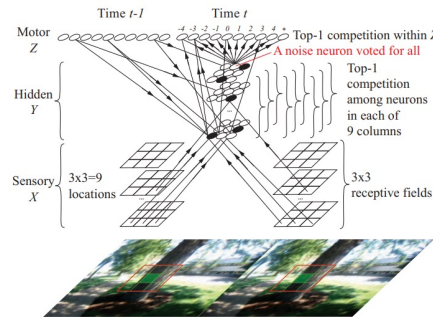 Time t-1 Time t
Motor
Z
-4 -3 -2 -1 0 1 2 3 4 *
Top-1 competition within Z
A noise neuron voted for all
Hidden
Y
...
Top-1
competition
among neurons
in each of
9 columns
Sensory
X
3x3=9
locations
...
...
3x3
receptive fields